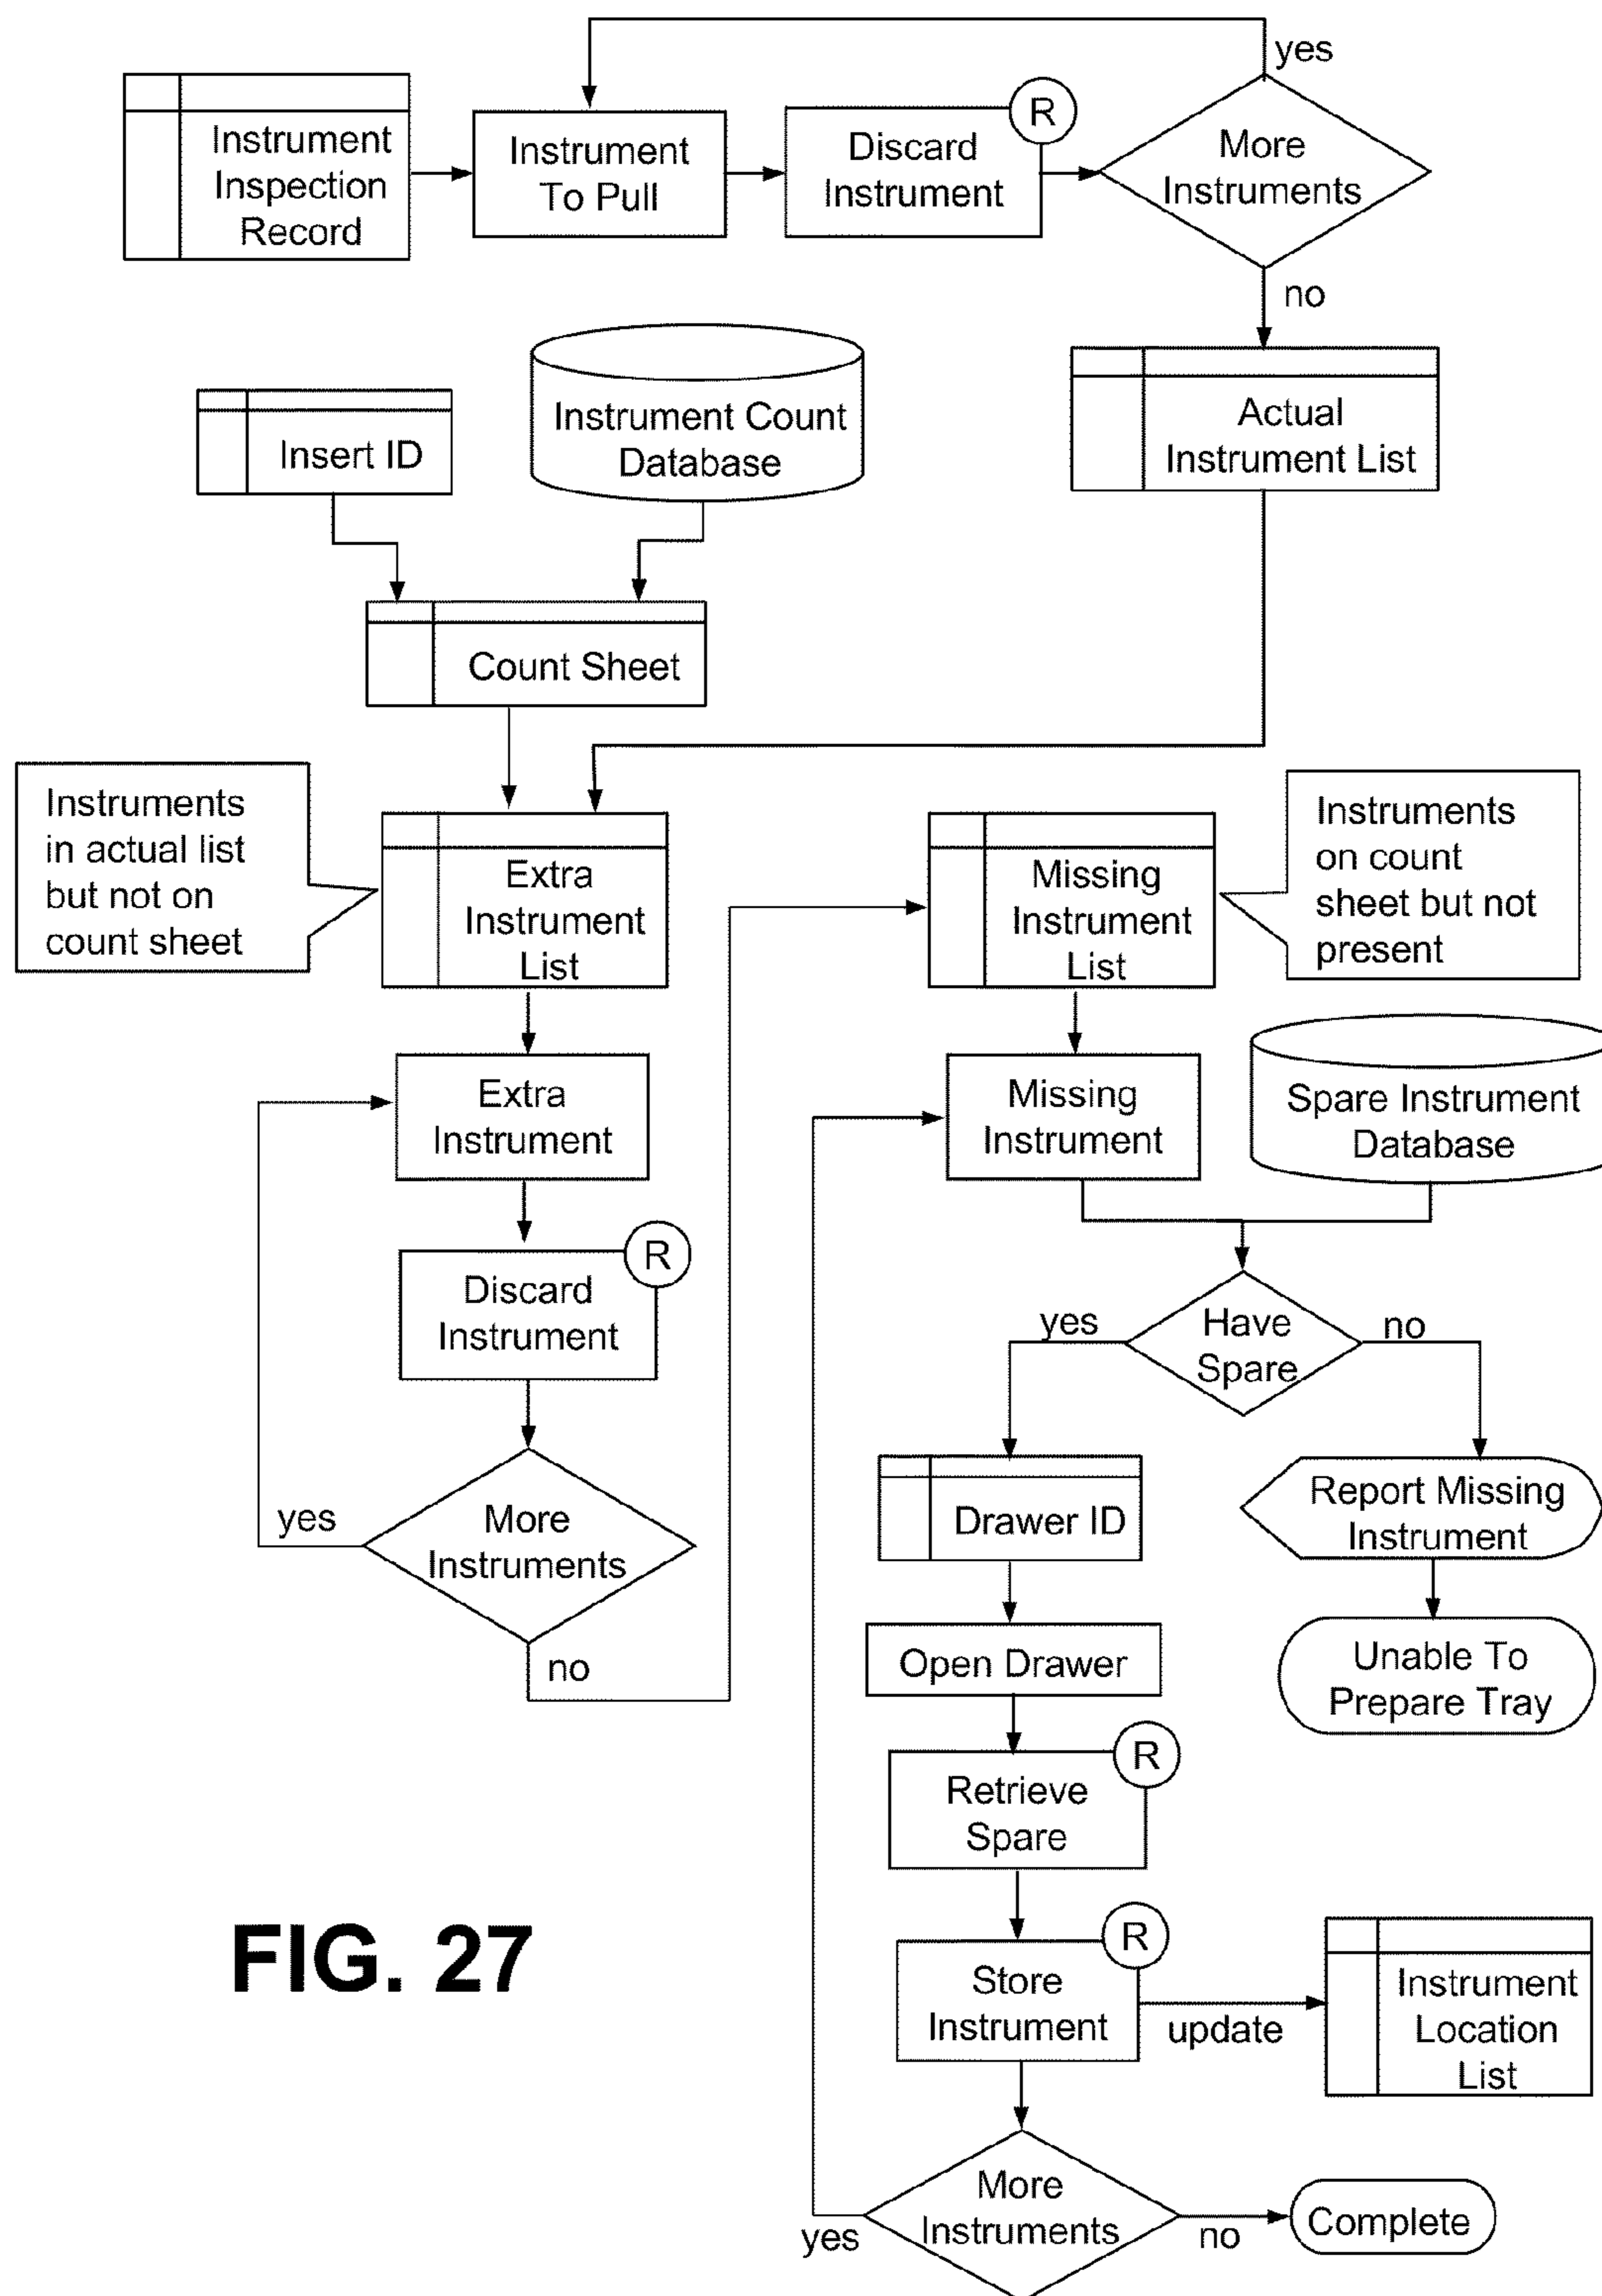 yes
Instrument
Inspection
Record
Instrument
To Pull
Discard
Instrument
R
More
Instruments
no
Insert ID
Instrument Count
Database
Actual
Instrument List
Count Sheet
Instruments
in actual list
but not on
count sheet
Extra
Instrument
List
Missing
Instrument
List
Instruments
on count
sheet but not
present
Extra
Instrument
Missing
Instrument
Spare Instrument
Database
Discard
Instrument
R
yes
Have
Spare
no
yes
More
Instruments
no
Drawer ID
Report Missing
Instrument
Open Drawer
Unable To
Prepare Tray
Retrieve
Spare
R
FIG. 27
Store
Instrument
R
update
Instrument
Location
List
More
Instruments
yes
no
Complete